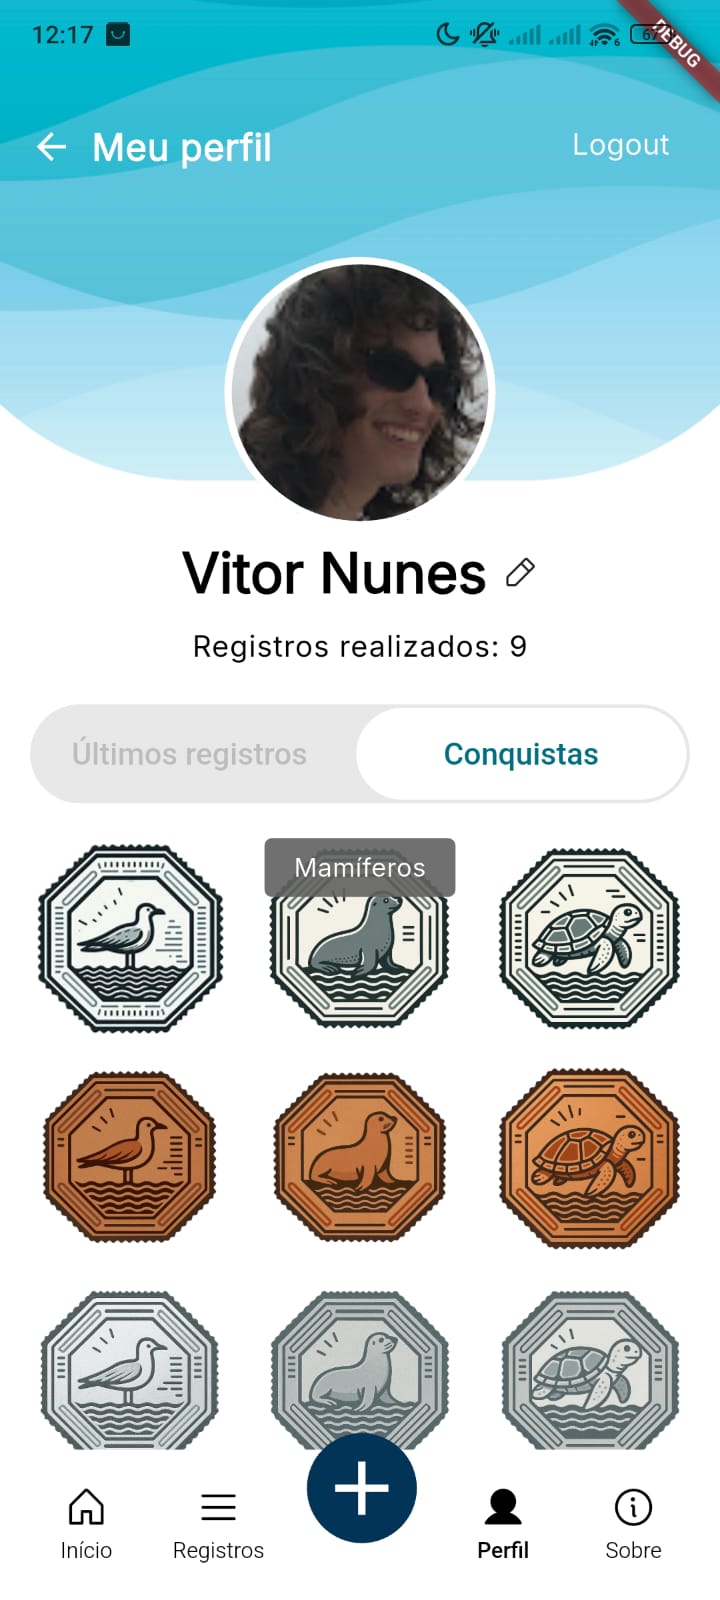 12:17
67
DEBUG
Meu perfil
Logout
Vitor Nunes
Registros realizados: 9
Últimos registros
Conquistas
Mamíferos
Início
Registros
Perfil
Sobre